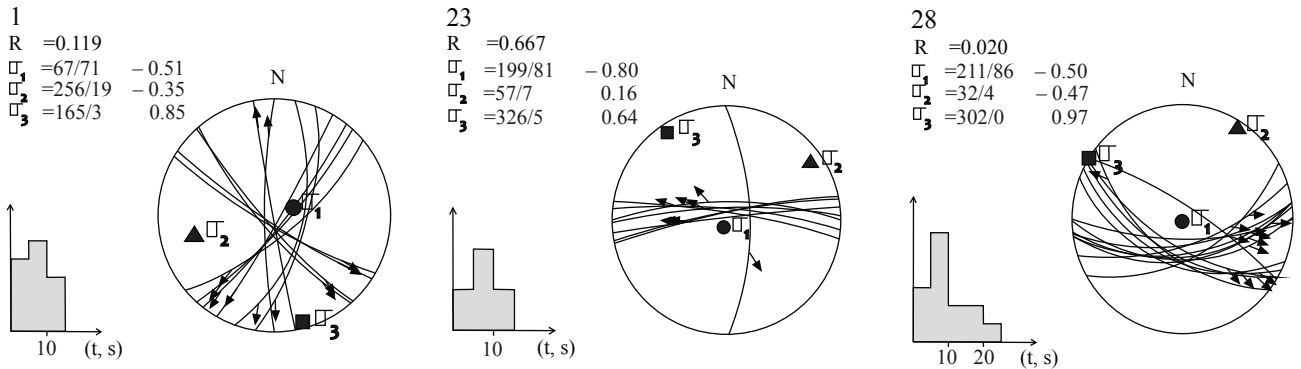 1
R =0.119
σ1 =67/71 – 0.51
σ2 =256/19 – 0.35
σ3 =165/3 0.85
N
σ1
σ2
σ3
10 (t, s)
23
R =0.667
σ1 =199/81 – 0.80
σ2 =57/7 0.16
σ3 =326/5 0.64
N
σ3
σ2
σ1
10 (t, s)
28
R =0.020
σ1 =211/86 – 0.50
σ2 =32/4 – 0.47
σ3 =302/0 0.97
N
σ2
σ3
σ1
10 20 (t, s)